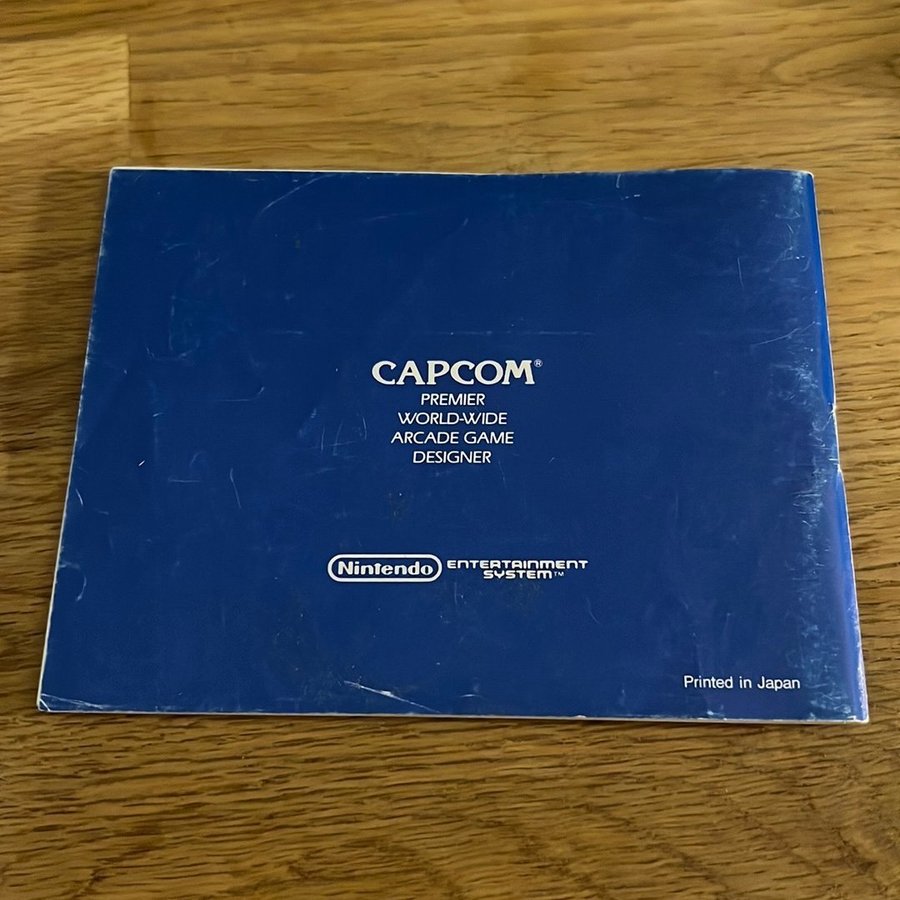 CAPCOM®
PREMIER
WORLD-WIDE
ARCADE GAME
DESIGNER
Nintendo ENTERTAINMENT
SYSTEM™
Printed in Japan